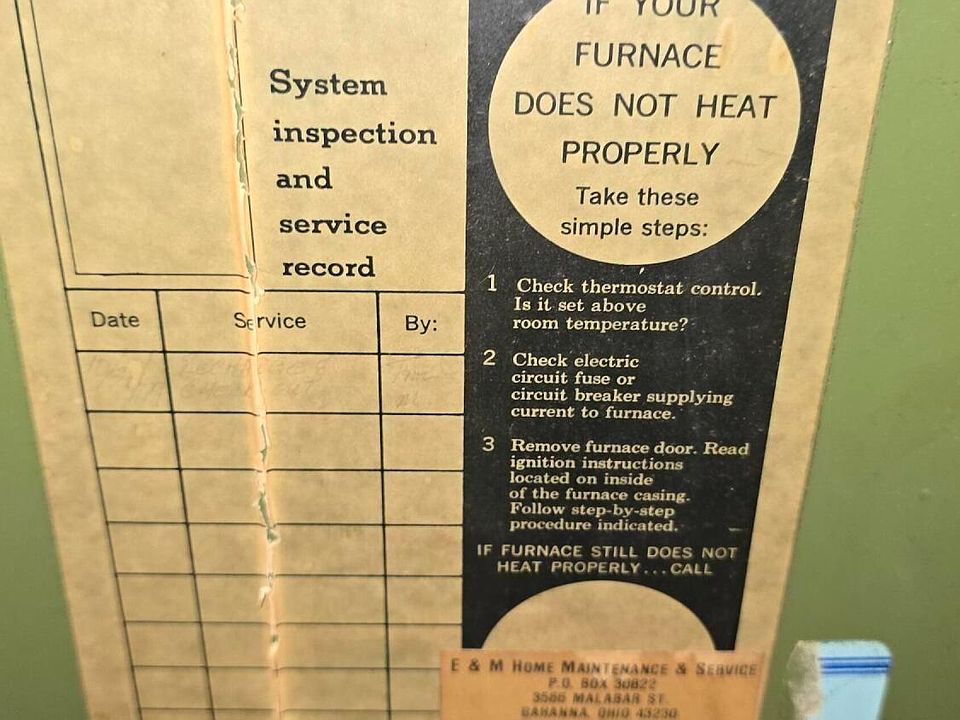 System
inspection
and
service
record
Date Service By:
IF YOUR
FURNACE
DOES NOT HEAT
PROPERLY
Take these
simple steps:
1 Check thermostat control.
Is it set above
room temperature?
2 Check electric
circuit fuse or
circuit breaker supplying
current to furnace.
3 Remove furnace door. Read
ignition instructions
located on inside
of the furnace casing.
Follow step-by-step
procedure indicated.
IF FURNACE STILL DOES NOT
HEAT PROPERLY...CALL
E & M HOME MAINTENANCE & SERVICE
P.O. BOX 30822
3586 MALABAR ST.
GAHANNA, OHIO 43230